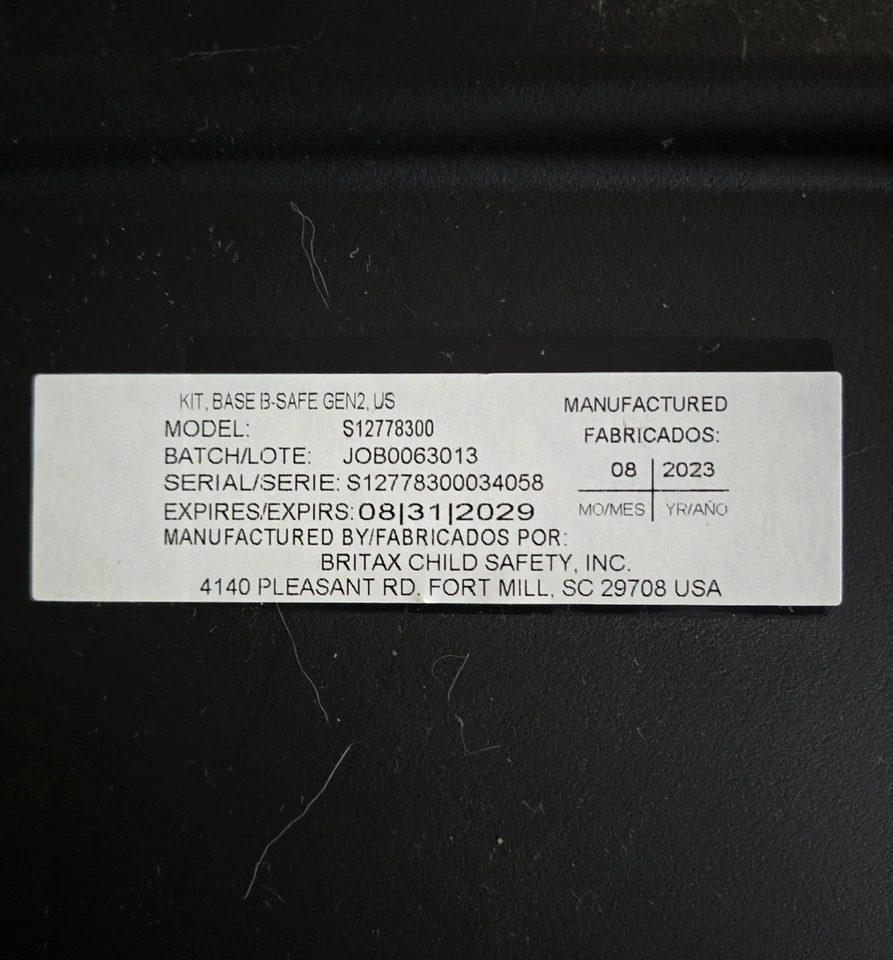 KIT, BASE B-SAFE GEN2, US
MODEL: S12778300
BATCH/LOTE: JOB0063013
SERIAL/SERIE: S12778300034058
EXPIRES/EXPIRS: 08|31|2029
MANUFACTURED BY/FABRICADOS POR:
BRITAX CHILD SAFETY, INC.
4140 PLEASANT RD. FORT MILL, SC 29708 USA
MANUFACTURED
FABRICADOS:
08 | 2023
MO/MES | YR/AÑO